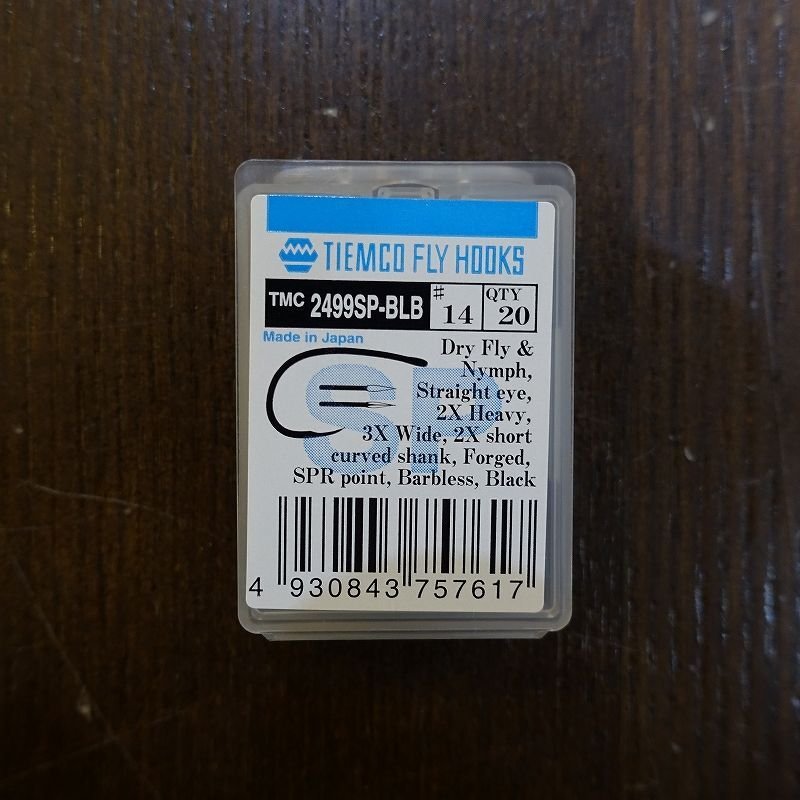 TIEMCO FLY HOOKS
TMC 2499SP-BLB # 14 QTY 20
Made in Japan
SP
Dry Fly &
Nymph,
Straight eye,
2X Heavy,
3X Wide, 2X short
curved shank, Forged,
SPR point, Barbless, Black
4 930843 757617